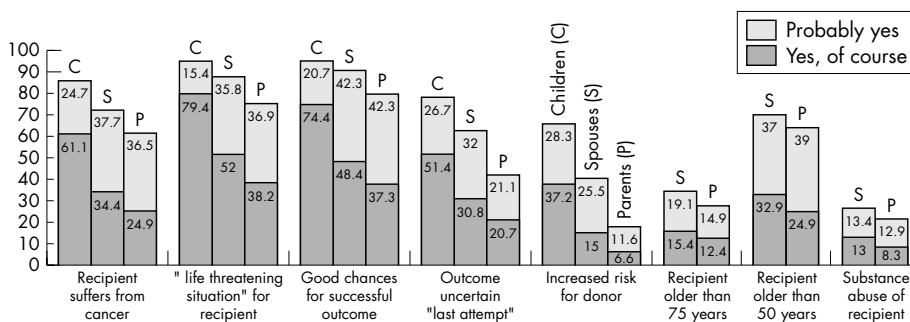 Probably yes
Yes, of course
100
90
80
70
60
50
40
30
20
10
0
C
24.7
61.1
S
37.7
34.4
P
36.5
24.9
Recipient
suffers from
cancer
C
15.4
79.4
S
35.8
52
P
36.9
38.2
" life threatening
situation" for
recipient
C
20.7
74.4
S
42.3
48.4
P
42.3
37.3
Good chances
for successful
outcome
C
26.7
51.4
S
32
30.8
P
21.1
20.7
Outcome
uncertain
"last attempt"
Children (C)
28.3
37.2
Spouses (S)
25.5
15
Parents (P)
11.6
6.6
Increased risk
for donor
S
19.1
15.4
P
14.9
12.4
Recipient
older than
75 years
S
37
32.9
P
39
24.9
Recipient
older than
50 years
S
13.4
13
P
12.9
8.3
Substance
abuse of
recipient